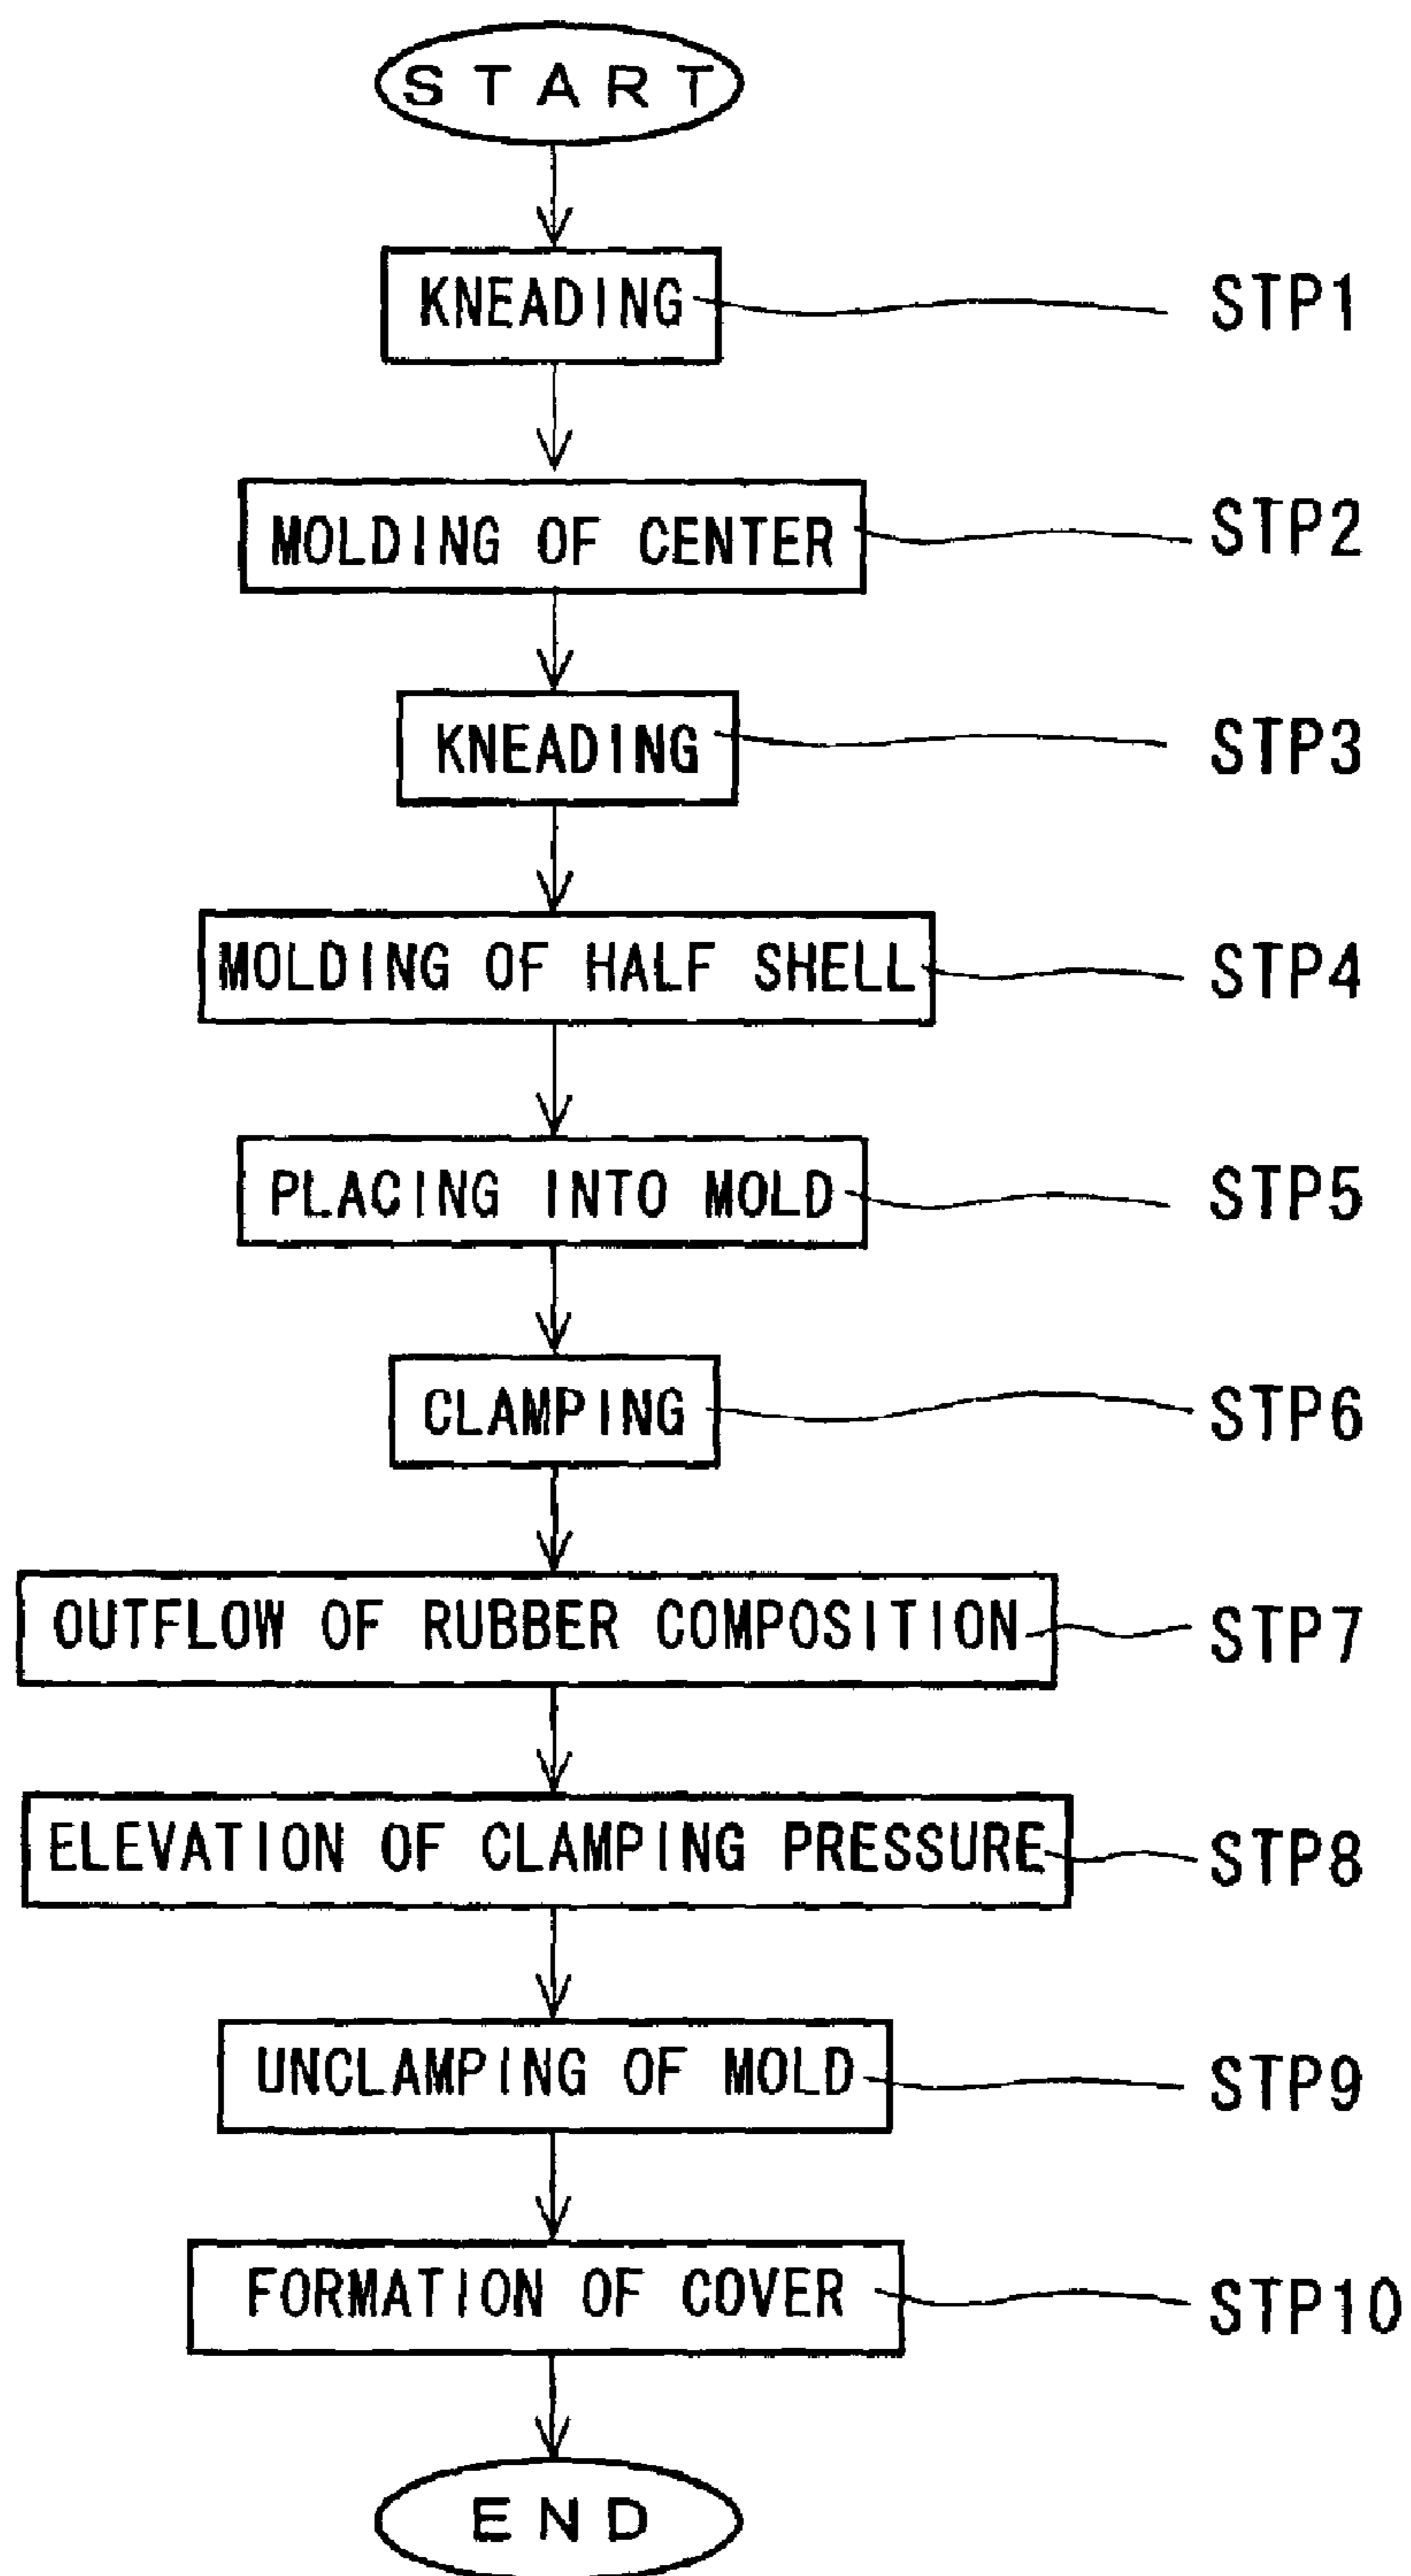 START
KNEADING STP1
MOLDING OF CENTER STP2
KNEADING STP3
MOLDING OF HALF SHELL STP4
PLACING INTO MOLD STP5
CLAMPING STP6
OUTFLOW OF RUBBER COMPOSITION STP7
ELEVATION OF CLAMPING PRESSURE STP8
UNCLAMPING OF MOLD STP9
FORMATION OF COVER STP10
END